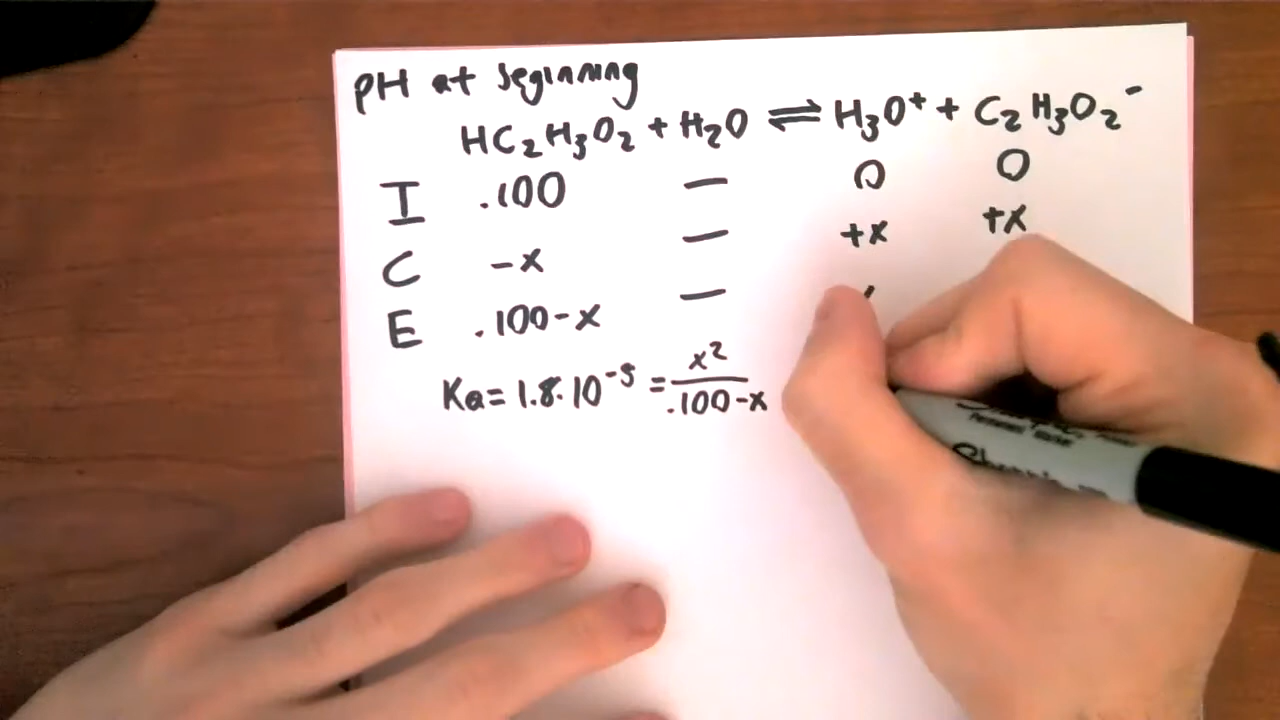 pH at beginning
HC₂H₃O₂ + H₂O ⇌ H₃O⁺ + C₂H₃O₂⁻
I .100 — 0 0
C -x — +x +x
E .100-x —
Ka = 1.8·10⁻⁵ = x² / .100-x